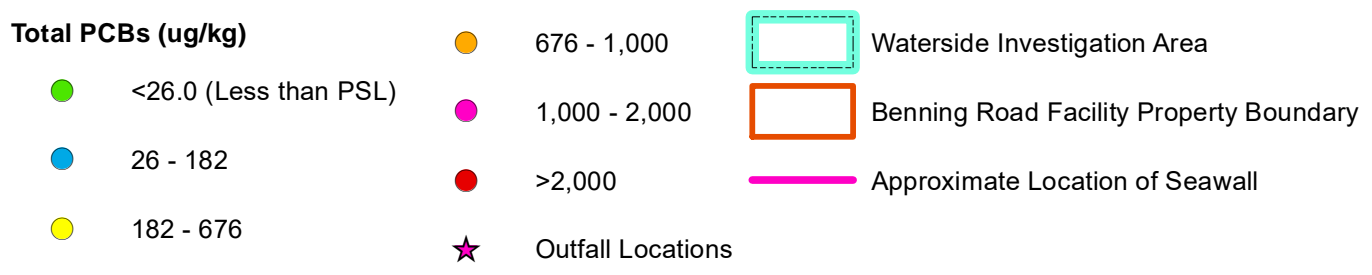 Total PCBs (ug/kg)
<26.0 (Less than PSL)
26 - 182
182 - 676
676 - 1,000
1,000 - 2,000
>2,000
Outfall Locations
Waterside Investigation Area
Benning Road Facility Property Boundary
Approximate Location of Seawall